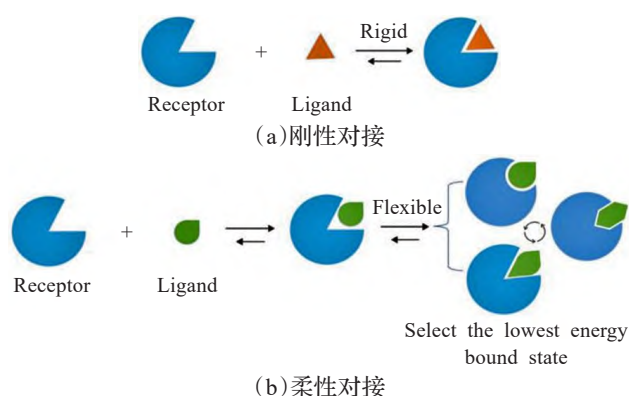 Rigid
+
Receptor Ligand
(a)刚性对接
Flexible
+
Receptor Ligand
Select the lowest energy
bound state
(b)柔性对接